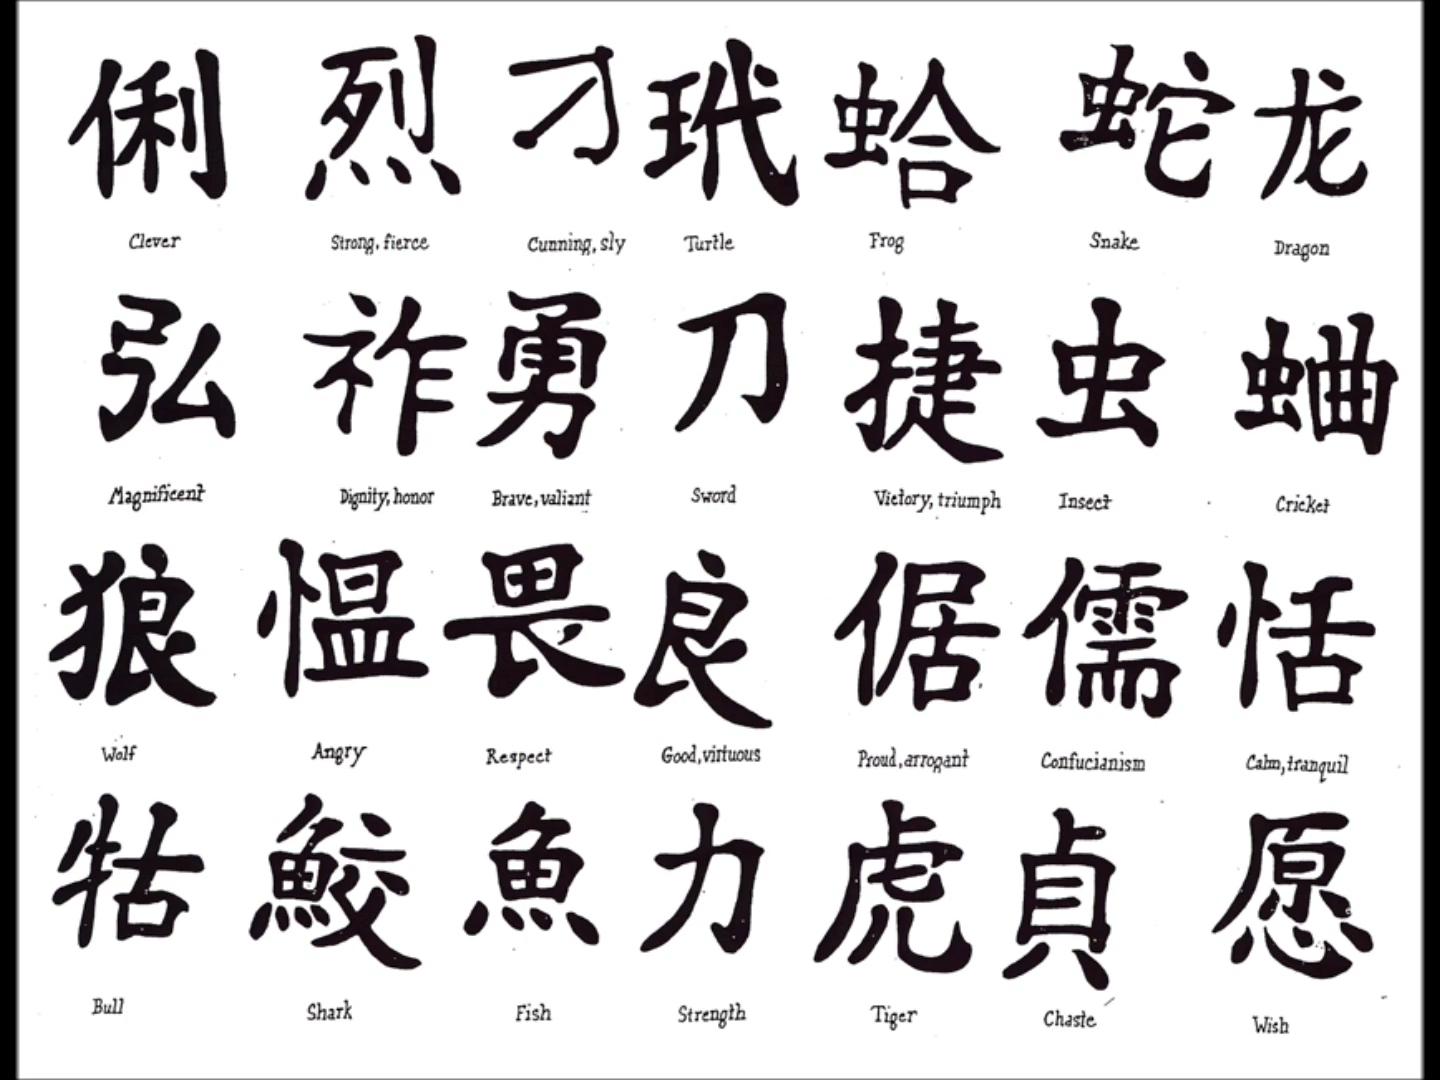 俐 烈 刁 玳 蛤 蛇 龙
Clever Strong, fierce Cunning, sly Turtle Frog Snake Dragon
弘 祚 勇 刀 捷 虫 蛐
Magnificent Dignity, honor Brave, valiant Sword Victory, triumph Insect Cricket
狼 愠 畏 良 倨 儒 恬
Wolf Angry Respect Good, virtuous Proud, arrogant Confucianism Calm, tranquil
牯 鮫 魚 力 虎 貞 愿
Bull Shark Fish Strength Tiger Chaste Wish